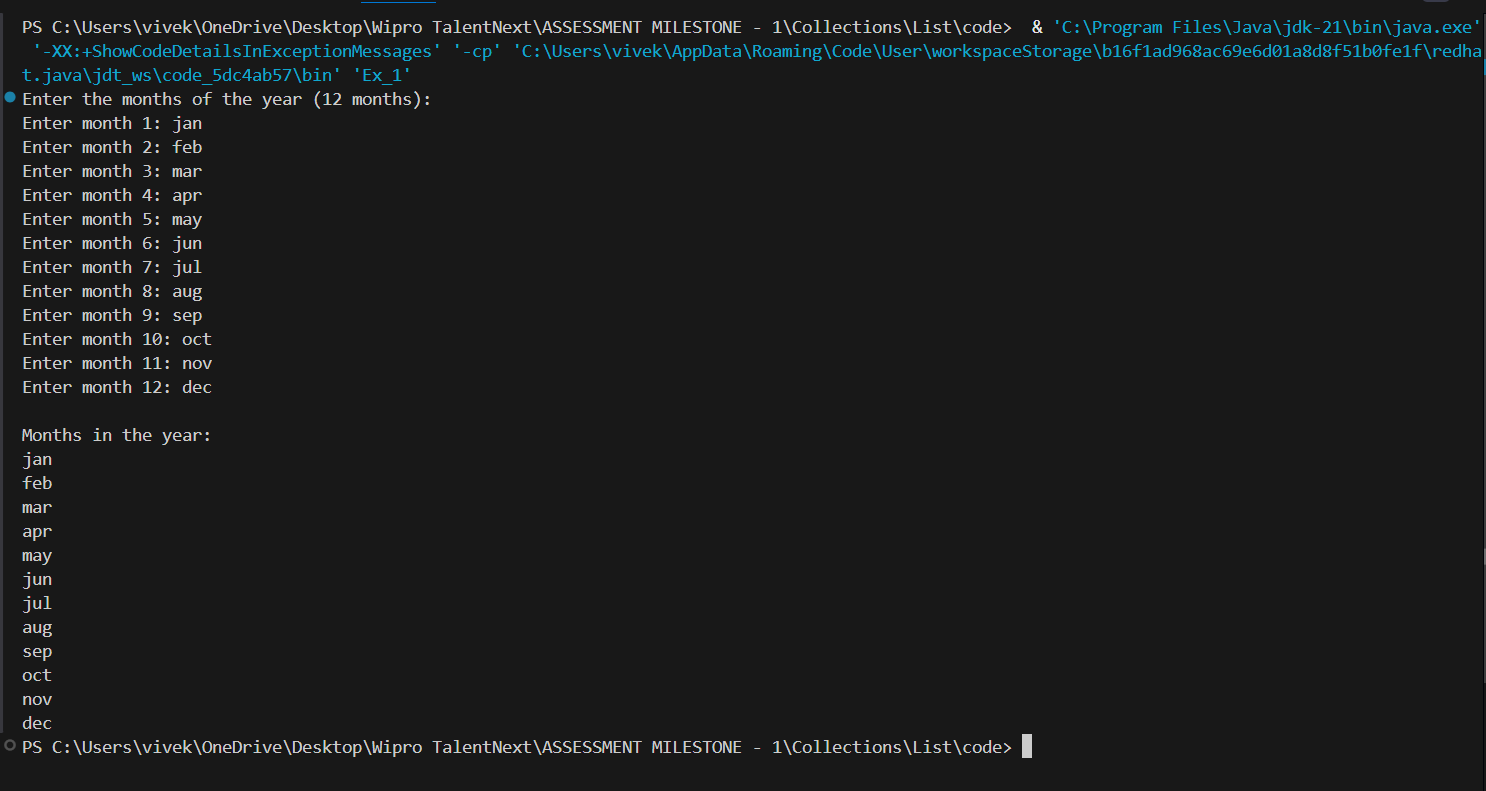 PS C:\Users\vivek\OneDrive\Desktop\Wipro TalentNext\ASSESSMENT MILESTONE - 1\Collections\List\code>  & 'C:\Program Files\Java\jdk-21\bin\java.exe'
 '-XX:+ShowCodeDetailsInExceptionMessages' '-cp' 'C:\Users\vivek\AppData\Roaming\Code\User\workspaceStorage\b16f1ad968ac69e6d01a8d8f51b0fe1f\redha
t.java\jdt_ws\code_5dc4ab57\bin' 'Ex_1'
Enter the months of the year (12 months):
Enter month 1: jan
Enter month 2: feb
Enter month 3: mar
Enter month 4: apr
Enter month 5: may
Enter month 6: jun
Enter month 7: jul
Enter month 8: aug
Enter month 9: sep
Enter month 10: oct
Enter month 11: nov
Enter month 12: dec

Months in the year:
jan
feb
mar
apr
may
jun
jul
aug
sep
oct
nov
dec
PS C:\Users\vivek\OneDrive\Desktop\Wipro TalentNext\ASSESSMENT MILESTONE - 1\Collections\List\code>